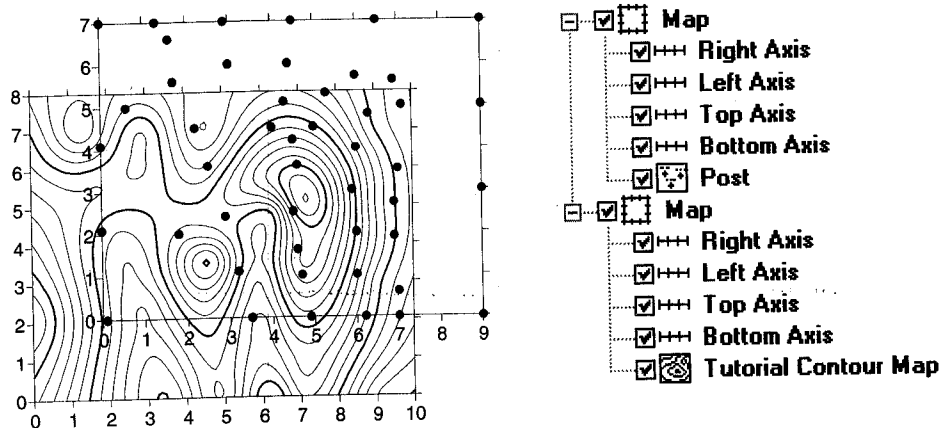 7
6
8
5
7
4
6
3
5
2
4
1
3
0
2
1
0
0 1 2 3 4 5 6 7 8 9
0 1 2 3 4 5 6 7 8 9 10
Map
Right Axis
Left Axis
Top Axis
Bottom Axis
Post
Map
Right Axis
Left Axis
Top Axis
Bottom Axis
Tutorial Contour Map